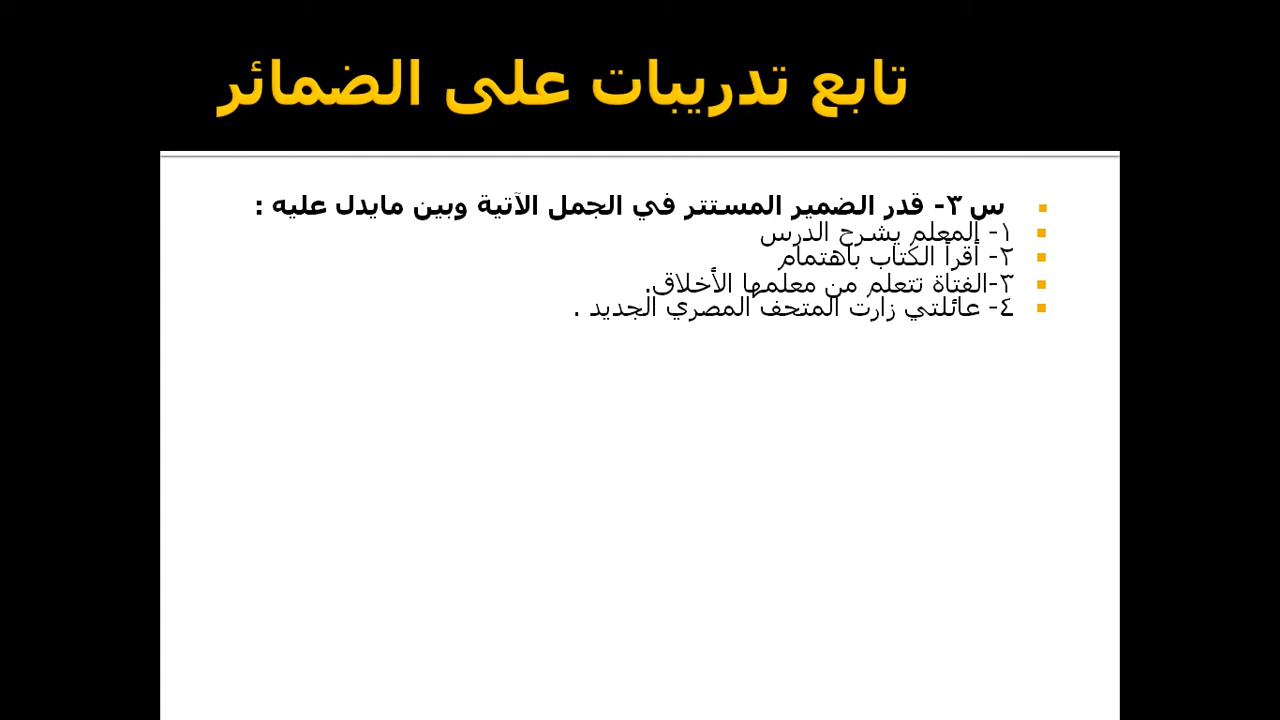 تابع تدريبات على الضمائر
س ٣- قدر الضمير المستتر في الجمل الآتية وبين مايدل عليه :
١- المعلم يشرح الدرس
٢- أقرأ الكتاب باهتمام
٣-الفتاة تتعلم من معلمها الأخلاق.
٤- عائلتي زارت المتحف المصري الجديد .